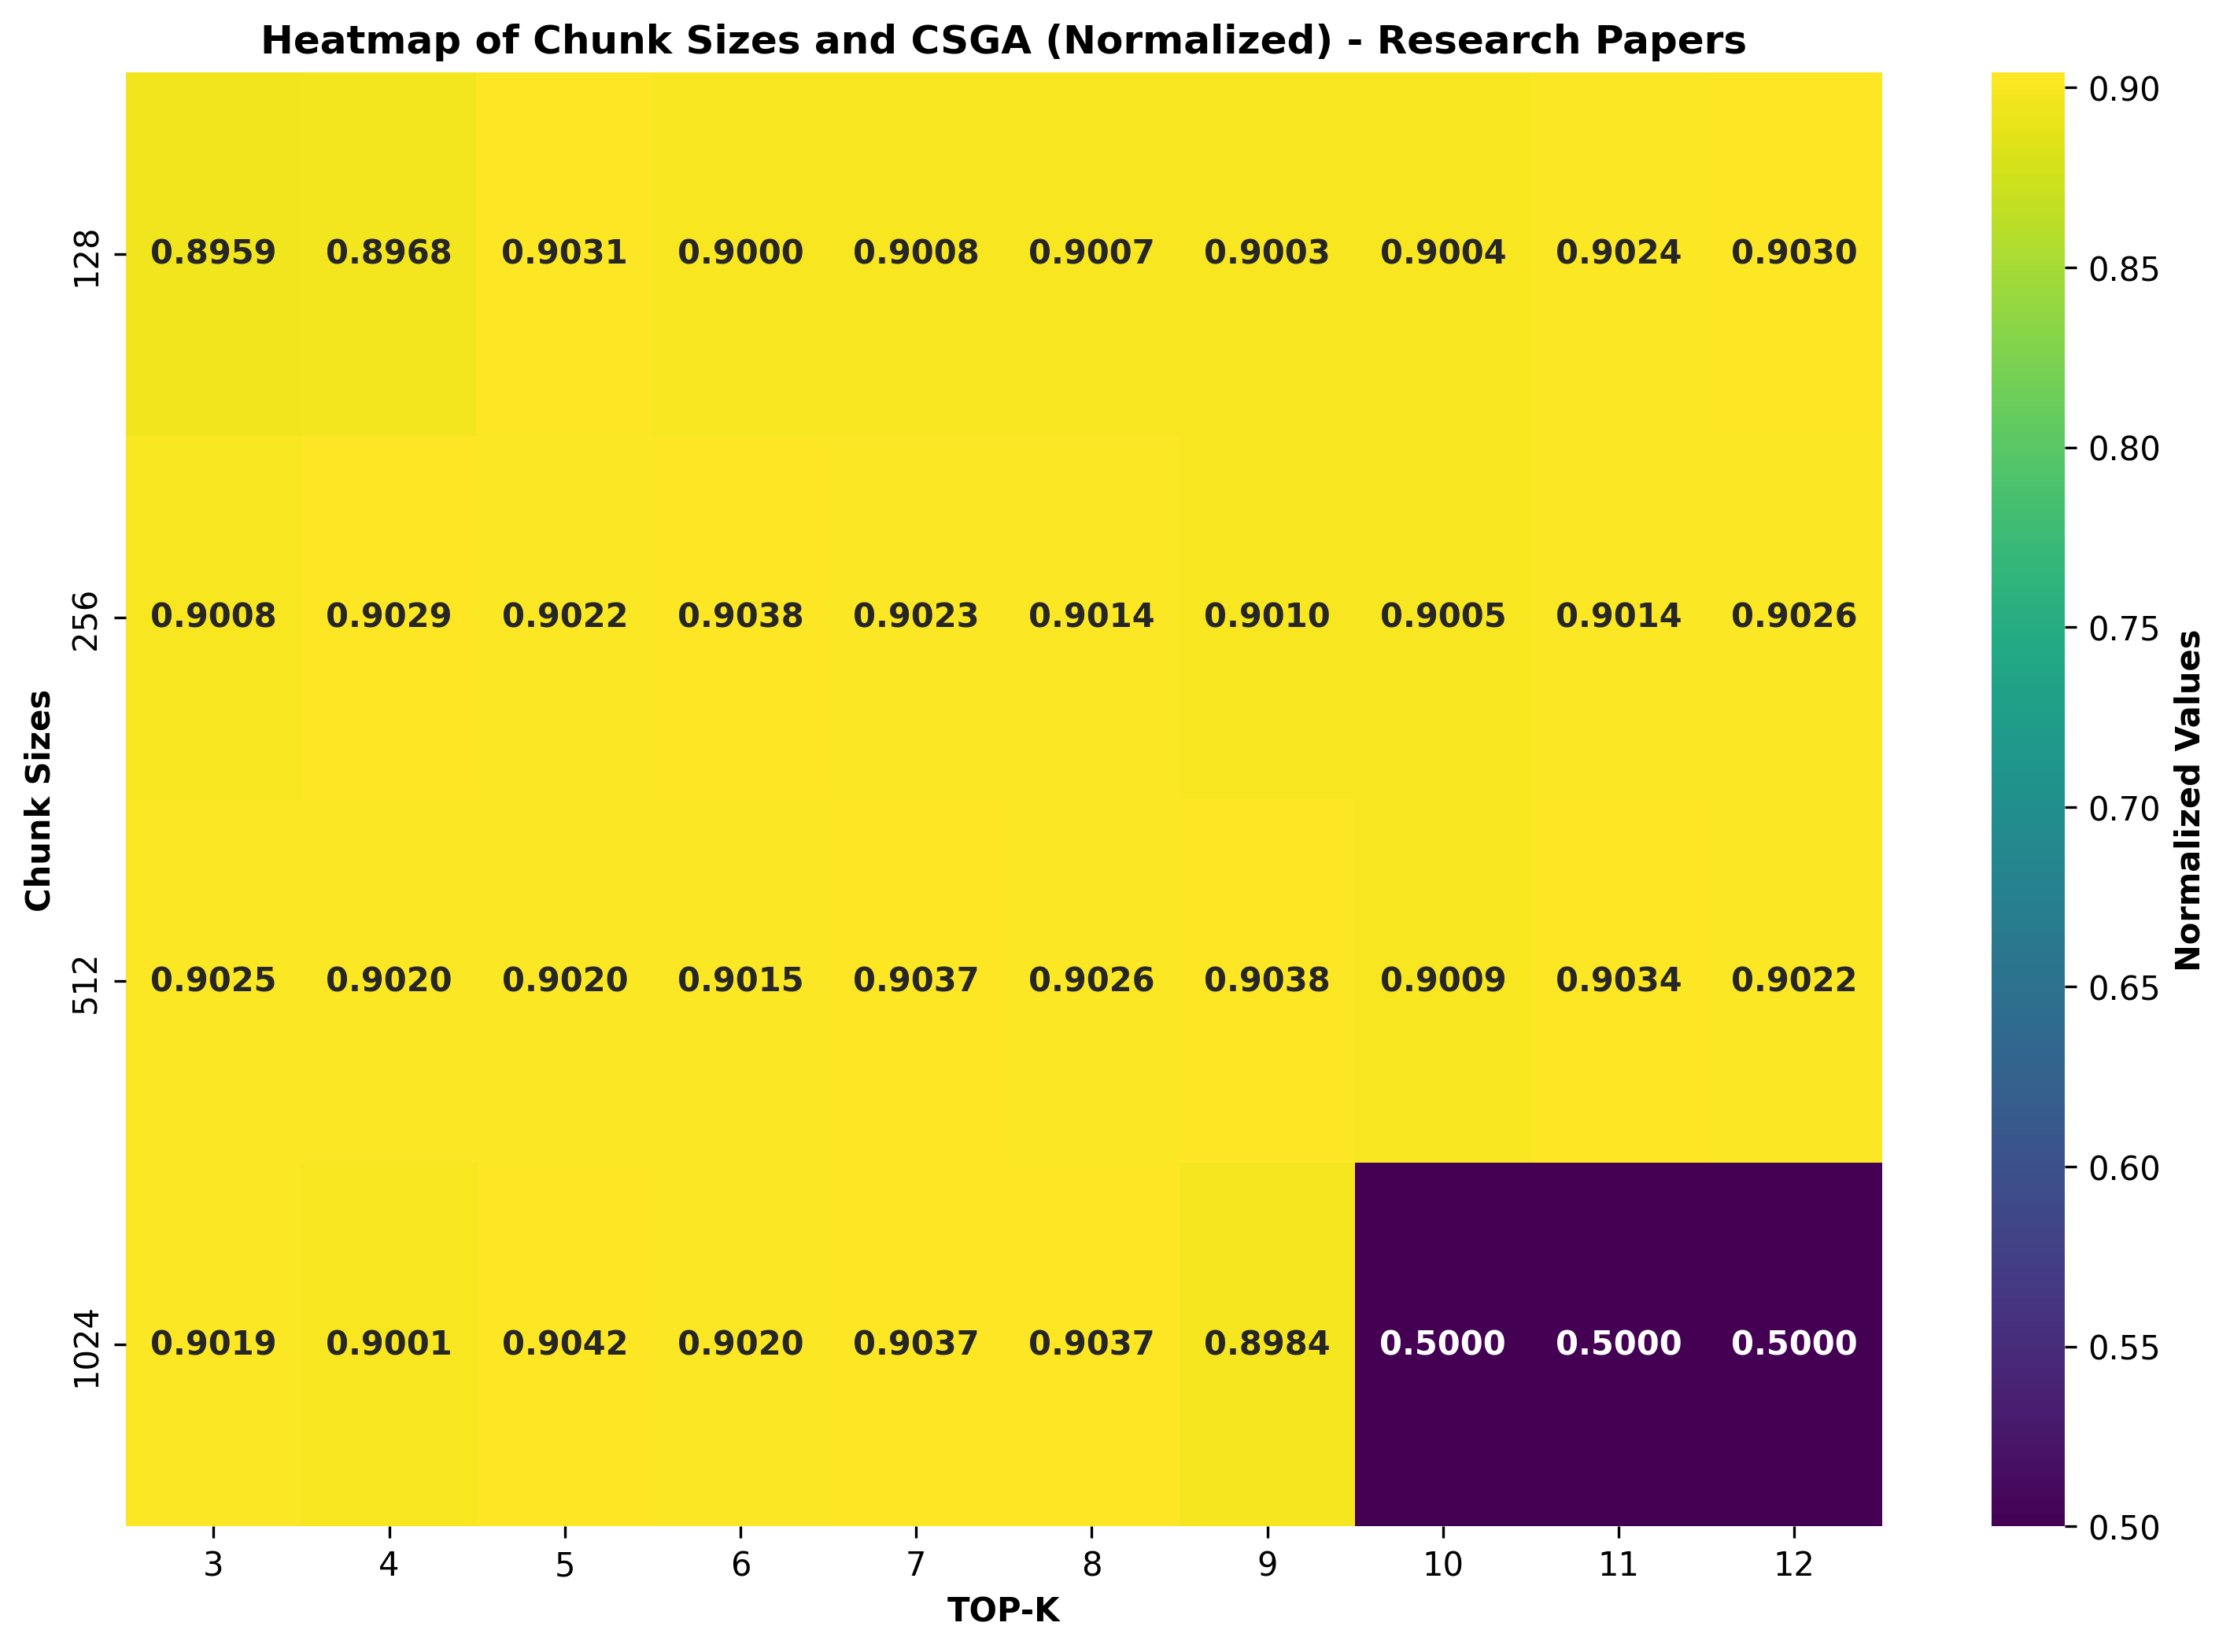 Heatmap of Chunk Sizes and CSGA (Normalized) - Research Papers
Chunk Sizes
128
0.8959 0.8968 0.9031 0.9000 0.9008 0.9007 0.9003 0.9004 0.9024 0.9030
256
0.9008 0.9029 0.9022 0.9038 0.9023 0.9014 0.9010 0.9005 0.9014 0.9026
512
0.9025 0.9020 0.9020 0.9015 0.9037 0.9026 0.9038 0.9009 0.9034 0.9022
1024
0.9019 0.9001 0.9042 0.9020 0.9037 0.9037 0.8984 0.5000 0.5000 0.5000
3 4 5 6 7 8 9 10 11 12
TOP-K
0.90
0.85
0.80
0.75
0.70
0.65
0.60
0.55
0.50
Normalized Values